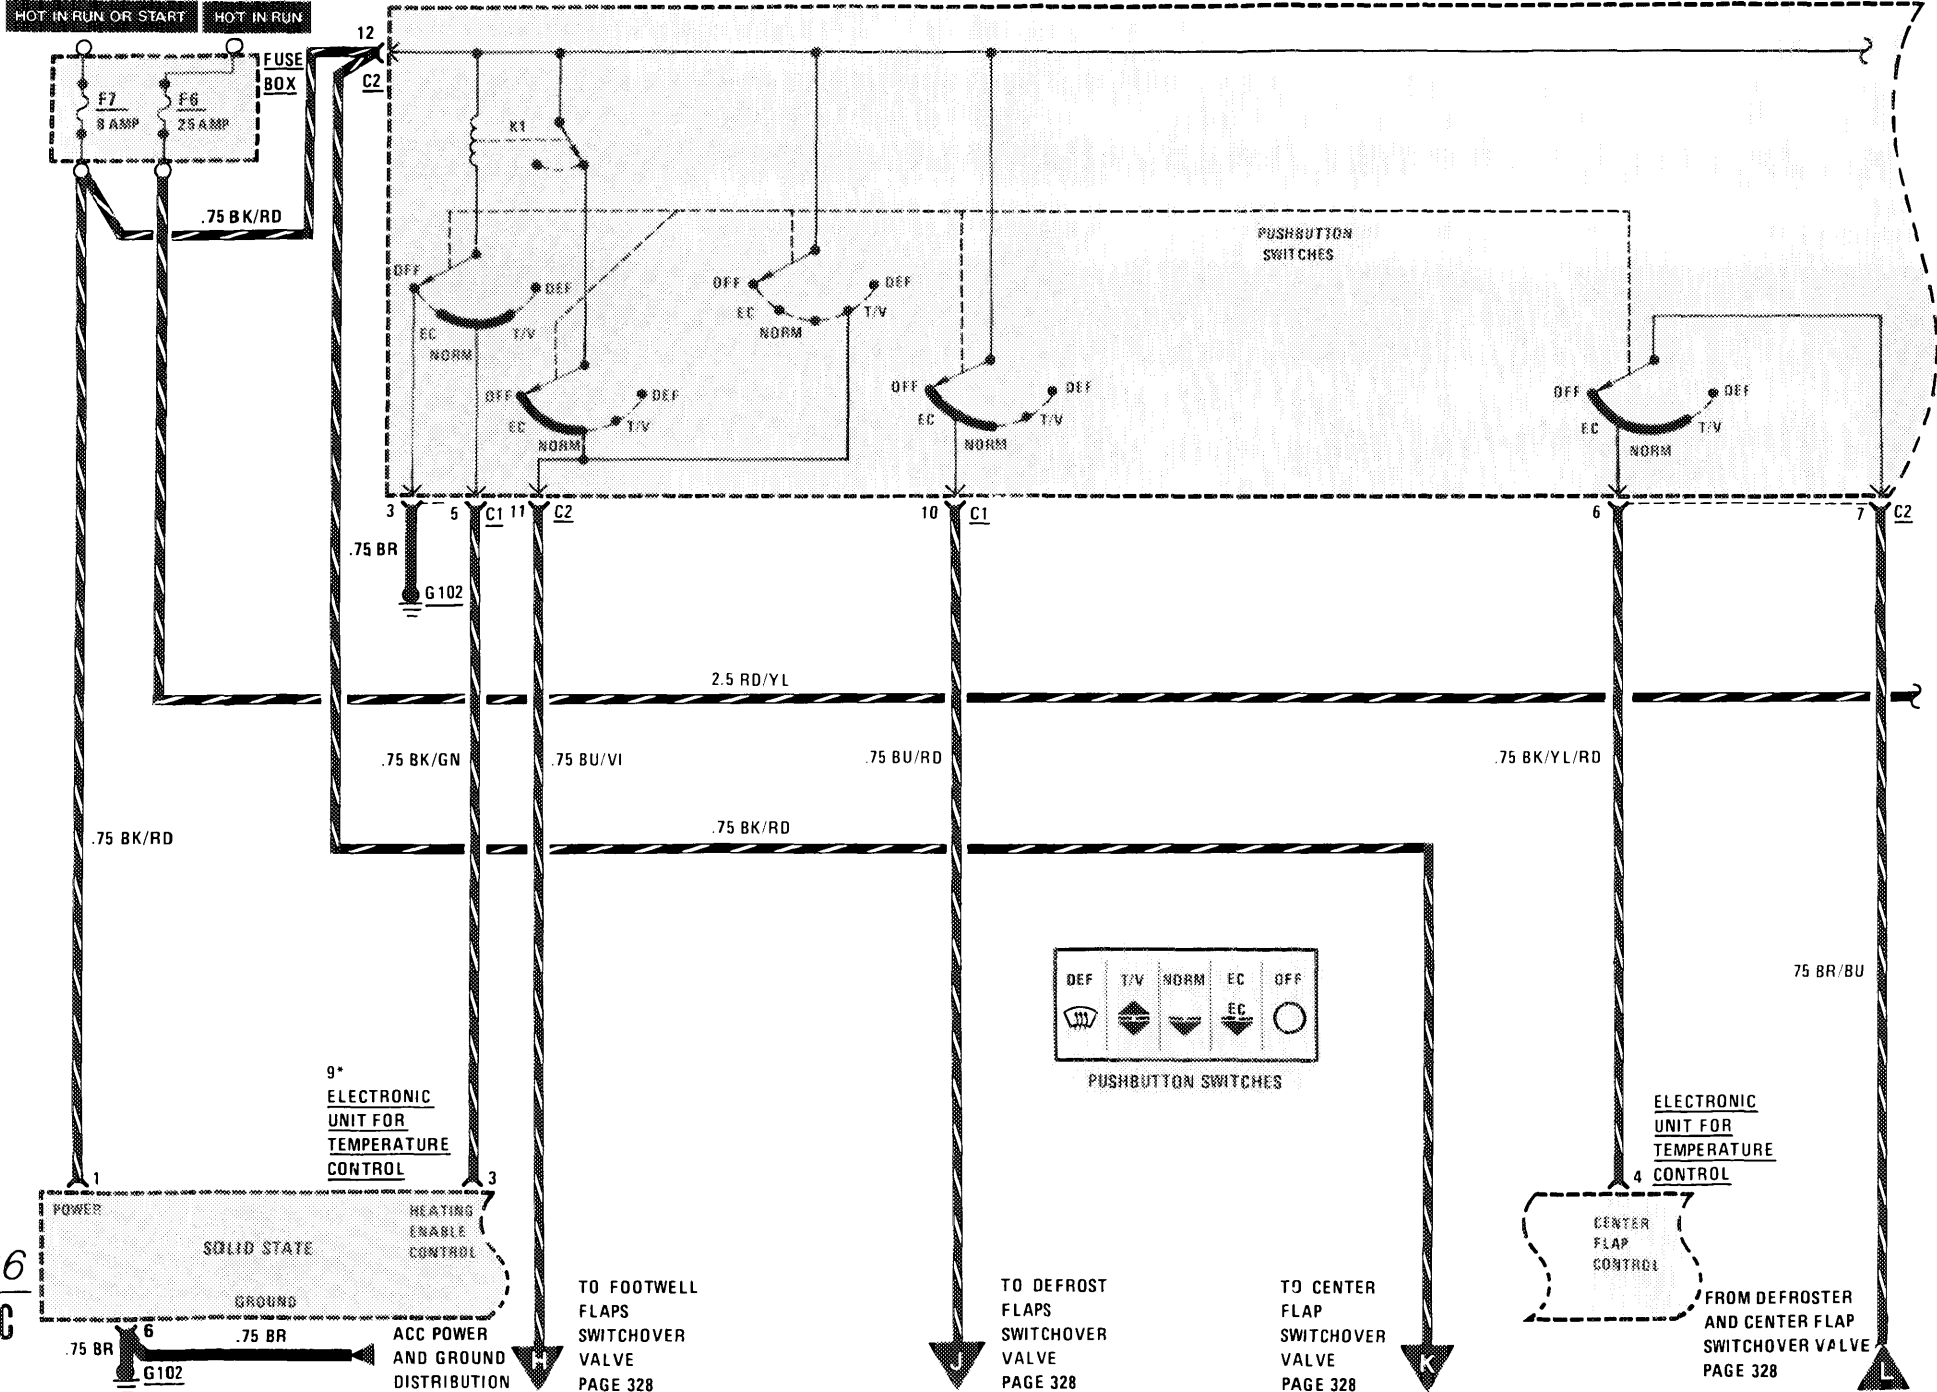 HOT IN RUN OR START
HOT IN RUN
FUSE
BOX
F7
8 AMP
F6
25 AMP
12
C2
.75 BK/RD
K1
PUSHBUTTON
SWITCHES
OFF
DEF
EC
T/V
NORM
OFF
DEF
EC
T/V
NORM
OFF
DEF
EC
T/V
NORM
OFF
DEF
EC
T/V
NORM
OFF
DEF
EC
T/V
NORM
3
5
C1
11
C2
10
C1
6
7
C2
.75 BR
G102
2.5 RD/YL
.75 BK/GN
.75 BU/VI
.75 BU/RD
.75 BK/YL/RD
.75 BK/RD
.75 BK/RD
75 BR/BU
DEF
T/V
NORM
EC
OFF
EC
PUSHBUTTON SWITCHES
9*
ELECTRONIC
UNIT FOR
TEMPERATURE
CONTROL
ELECTRONIC
UNIT FOR
TEMPERATURE
CONTROL
1
3
4
POWER
HEATING
ENABLE
CONTROL
SOLID STATE
GROUND
CENTER
FLAP
CONTROL
6
C
6
.75 BR
.75 BR
G102
ACC POWER
AND GROUND
DISTRIBUTION
H
TO FOOTWELL
FLAPS
SWITCHOVER
VALVE
PAGE 328
J
TO DEFROST
FLAPS
SWITCHOVER
VALVE
PAGE 328
TO CENTER
FLAP
SWITCHOVER
VALVE
PAGE 328
K
FROM DEFROSTER
AND CENTER FLAP
SWITCHOVER VALVE
PAGE 328
L